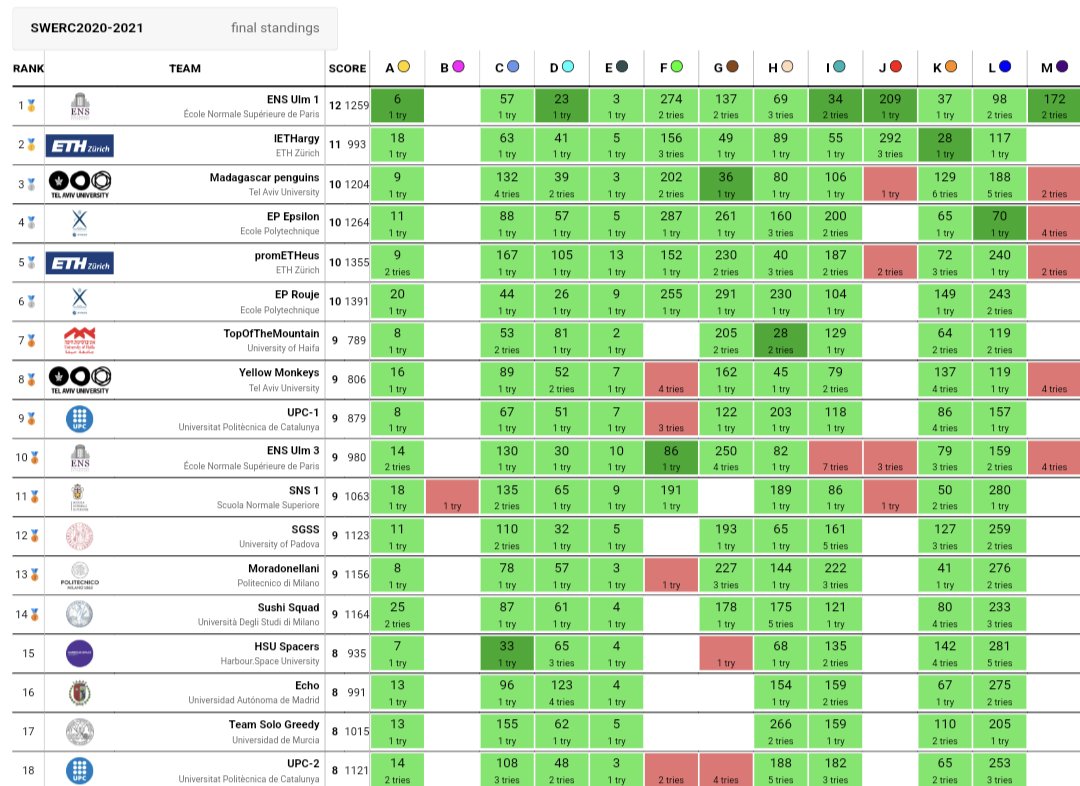 SWERC2020-2021 final standings
RANK TEAM SCORE A B C D E F G H I J K L M
1 ENS ENS Ulm 1 12 1259 6 57 23 3 274 137 69 34 209 37 98 172
École Normale Supérieure de Paris 1 try 1 try 1 try 1 try 1 try 2 tries 3 tries 2 tries 1 try 1 try 1 try 2 tries
2 ETH zürich IETHargy 11 993 18 63 41 5 156 49 89 55 292 28 117
ETH Zürich 1 try 1 try 1 try 1 try 3 tries 1 try 1 try 1 try 3 tries 1 try 1 try
3 Madagascar penguins 10 1204 9 132 39 3 202 36 80 106 129 188
TEL AVIV UNIVERSITY Tel Aviv University 1 try 4 tries 2 tries 1 try 2 tries 1 try 1 try 1 try 1 try 6 tries 5 tries 2 tries
4 EP Epsilon 10 1264 11 88 57 5 287 261 160 200 65 70
Ecole Polytechnique 1 try 1 try 1 try 1 try 1 try 1 try 3 tries 2 tries 1 try 1 try 4 tries
5 ETH zürich promETHeus 10 1355 9 167 105 13 152 230 40 187 72 240
ETH Zürich 2 tries 1 try 1 try 1 try 1 try 2 tries 3 tries 2 tries 2 tries 3 tries 1 try 2 tries
6 EP Rouje 10 1391 20 44 26 9 255 291 230 104 149 243
Ecole Polytechnique 1 try 1 try 1 try 1 try 1 try 1 try 1 try 1 try 1 try 2 tries
7 TopOfTheMountain 9 789 8 53 81 2 205 28 129 64 119
University of Haifa 1 try 2 tries 1 try 1 try 2 tries 2 tries 1 try 2 tries 2 tries
8 Yellow Monkeys 9 806 16 89 52 7 162 45 79 137 119
TEL AVIV UNIVERSITY Tel Aviv University 1 try 1 try 2 tries 1 try 4 tries 1 try 1 try 2 tries 4 tries 1 try 4 tries
9 UPC UPC-1 9 879 8 67 51 7 122 203 118 86 157
Universitat Politècnica de Catalunya 1 try 1 try 1 try 1 try 3 tries 1 try 1 try 1 try 4 tries 1 try
10 ENS ENS Ulm 3 9 980 14 130 30 10 86 250 82 79 159
École Normale Supérieure de Paris 2 tries 1 try 1 try 1 try 1 try 4 tries 1 try 7 tries 3 tries 3 tries 2 tries 4 tries
11 SNS 1 9 1063 18 135 65 9 191 189 86 50 280
Scuola Normale Superiore 1 try 1 try 2 tries 1 try 1 try 1 try 1 try 1 try 1 try 2 tries 1 try
12 SGSS 9 1123 11 110 32 5 193 65 161 127 259
University of Padova 1 try 2 tries 1 try 1 try 1 try 1 try 5 tries 3 tries 2 tries
13 POLITECNICO Moradonellani 9 1156 8 78 57 3 227 144 222 41 276
MILANO 1863 Politecnico di Milano 1 try 1 try 1 try 1 try 1 try 3 tries 1 try 3 tries 1 try 2 tries
14 Sushi Squad 9 1164 25 87 61 4 178 175 121 80 233
Università Degli Studi di Milano 2 tries 1 try 1 try 1 try 1 try 5 tries 1 try 4 tries 3 tries
15 HSU Spacers 8 935 7 33 65 4 68 135 142 281
Harbour.Space University 1 try 1 try 3 tries 1 try 1 try 1 try 2 tries 4 tries 5 tries
16 Echo 8 991 13 96 123 4 154 159 67 275
Universidad Autónoma de Madrid 1 try 1 try 4 tries 1 try 1 try 2 tries 1 try 2 tries
17 Team Solo Greedy 8 1015 13 155 62 5 266 159 110 205
Universidad de Murcia 1 try 1 try 1 try 1 try 2 tries 1 try 2 tries 1 try
18 UPC UPC-2 8 1121 14 108 48 3 188 182 65 253
Universitat Politècnica de Catalunya 2 tries 3 tries 2 tries 1 try 2 tries 4 tries 5 tries 3 tries 2 tries 3 tries